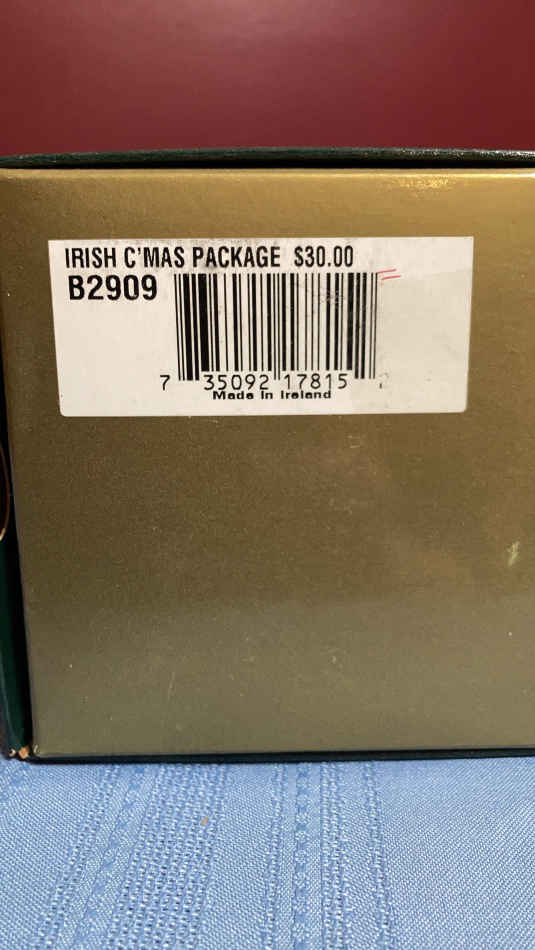 IRISH C'MAS PACKAGE $30.00
B2909
7 35092 17815
Made In Ireland